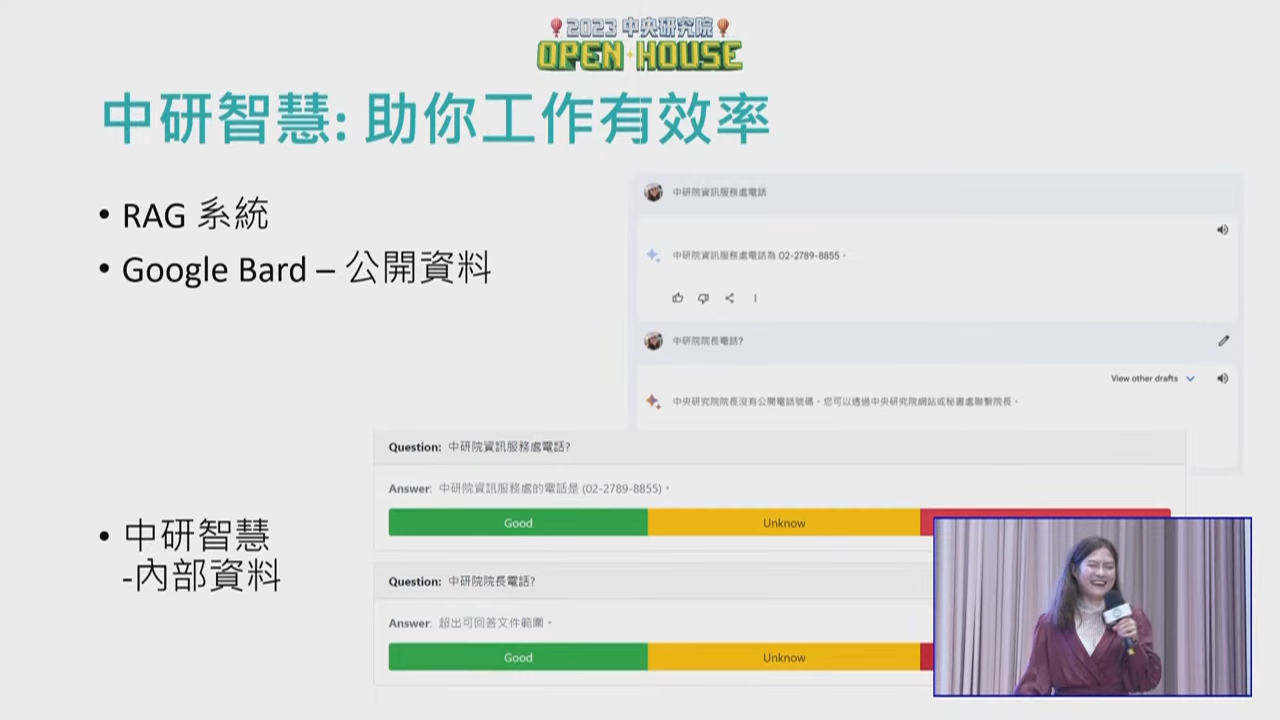 2023 中央研究院
OPEN HOUSE
中研智慧: 助你工作有效率
• RAG 系統
• Google Bard – 公開資料
中研院資訊服務處電話
中研院資訊服務處電話為 02-2789-8855。
中研院院長電話?
View other drafts
中央研究院院長沒有公開電話號碼。您可以透過中央研究院網站或秘書處聯繫院長。
Question: 中研院資訊服務處電話?
Answer: 中研院資訊服務處的電話是 (02-2789-8855)。
Good Unknow
• 中研智慧
-內部資料
Question: 中研院院長電話?
Answer: 超出可回答文件範圍。
Good Unknow